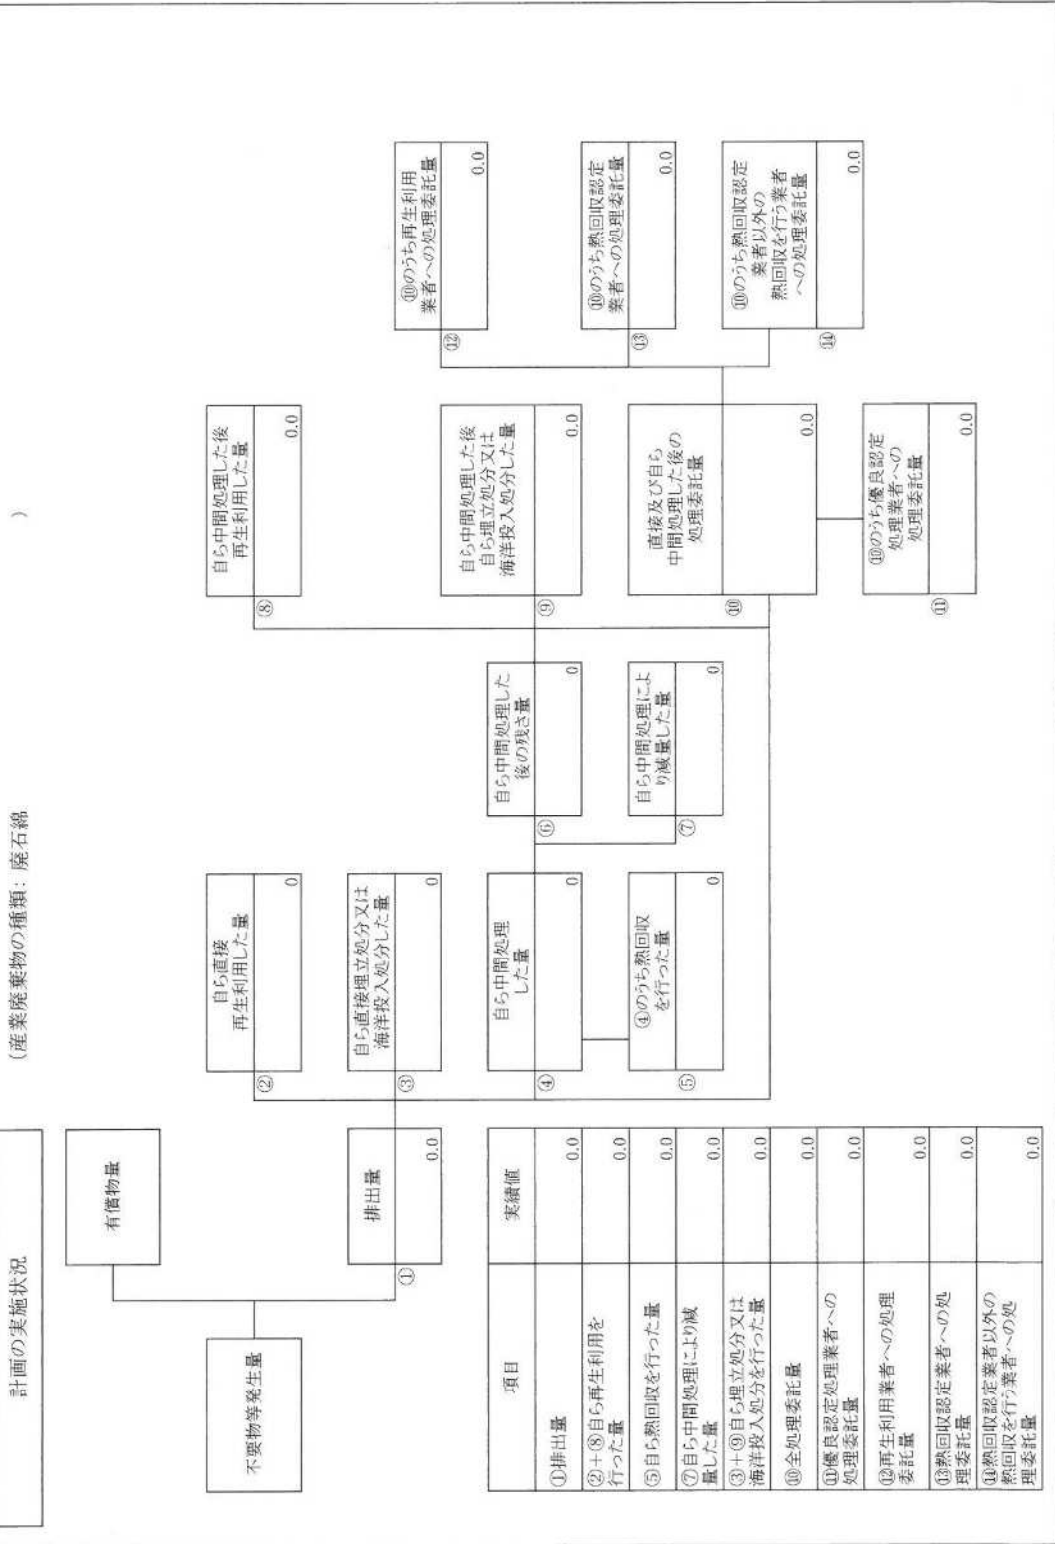 計画の実施状況
(産業廃棄物の種類: 廃石綿 )
不要物等発生量
有償物量
①
排出量
0.0
②
自ら直接
再生利用した量
0
③
自ら直接埋立処分又は
海洋投入処分した量
0
④
自ら中間処理
した量
0
⑤
④のうち熱回収
を行った量
0
⑥
自ら中間処理した
後の残さ量
0
⑦
自ら中間処理によ
り減量した量
0
⑧
自ら中間処理した後
再生利用した量
0.0
⑨
自ら中間処理した後
自ら埋立処分又は
海洋投入処分した量
0.0
⑩
直接及び自ら
中間処理した後の
処理委託量
0.0
⑪
⑩のうち優良認定
処理業者への
処理委託量
0.0
⑫
⑩のうち再生利用
業者への処理委託量
0.0
⑬
⑩のうち熱回収認定
業者への処理委託量
0.0
⑭
⑩のうち熱回収認定
業者以外の
熱回収を行う業者
への処理委託量
0.0
項目 実績値
①排出量 0.0
②+⑧自ら再生利用を
行った量 0.0
⑤自ら熱回収を行った量 0.0
⑦自ら中間処理により減
量した量 0.0
③+⑨自ら埋立処分又は
海洋投入処分を行った量 0.0
⑩全処理委託量 0.0
⑪優良認定処理業者への
処理委託量 0.0
⑫再生利用業者への処理
委託量 0.0
⑬熱回収認定業者への処
理委託量 0.0
⑭熱回収認定業者以外の
熱回収を行う業者への処
理委託量 0.0